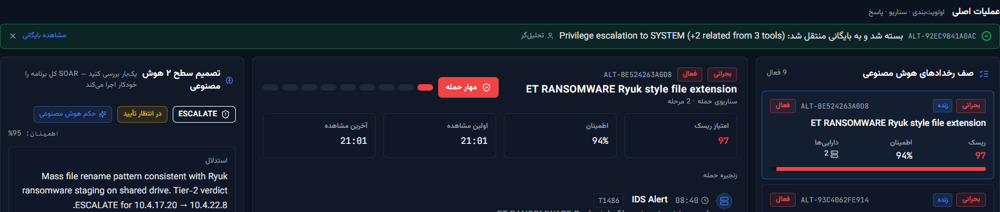 عملیات اصلی اولویت‌بندی · سناریو · پاسخ
ALT-92EC9B41A0AC بسته شد و به بایگانی منتقل شد: Privilege escalation to SYSTEM (+2 related from 3 tools) تحلیل‌گر مشاهده بایگانی
صف رخدادهای هوش مصنوعی 9 فعال
بحرانی زنده ALT-BE524263A0D8 فعال
ET RANSOMWARE Ryuk style file extension
ریسک اطمینان دارایی‌ها
97 94% 2
بحرانی زنده ALT-93C4062FE914 فعال
بحرانی فعال ALT-BE524263A0D8
ET RANSOMWARE Ryuk style file extension
سناریوی حمله · 2 مرحله
مهار حمله
امتیاز ریسک اطمینان اولین مشاهده آخرین مشاهده
97 94% 21:01 21:01
زنجیره حمله
08:40 IDS Alert T1486
تصمیم سطح ۲ هوش مصنوعی
یک‌بار بررسی کنید — SOAR کل برنامه را
خودکار اجرا می‌کند
ESCALATE در انتظار تأیید حکم هوش مصنوعی
اطمینان: 95%
استدلال
Mass file rename pattern consistent with Ryuk
ransomware staging on shared drive. Tier-2 verdict
ESCALATE for 10.4.17.20 → 10.4.22.8.